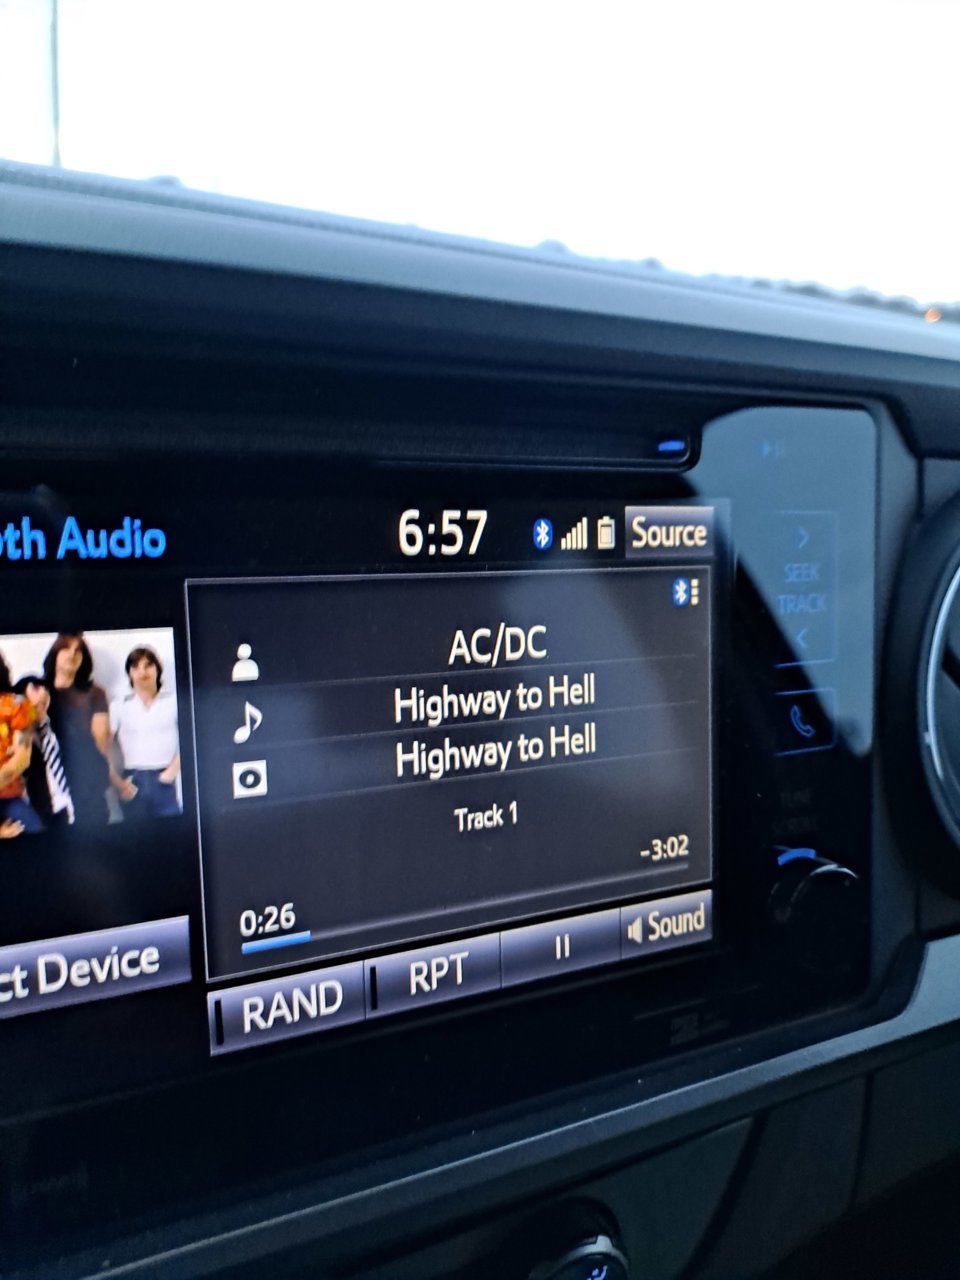 oth Audio
6:57
Source
AC/DC
Highway to Hell
Highway to Hell
Track 1
-3:02
0:26
ct Device
RAND
RPT
Sound
SEEK
TRACK